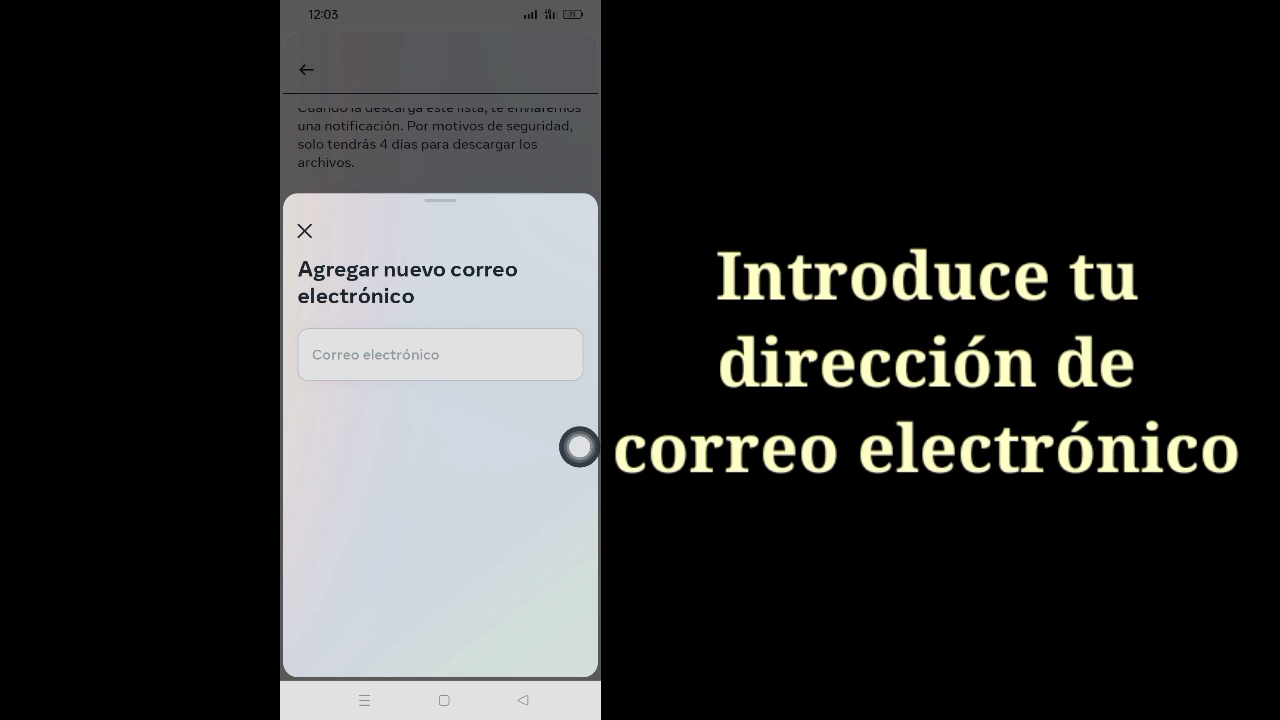 12:03
Cuando la descarga esté lista, te enviaremos
una notificación. Por motivos de seguridad,
solo tendrás 4 días para descargar los
archivos.
Agregar nuevo correo
electrónico
Correo electrónico
Introduce tu
dirección de
correo electrónico